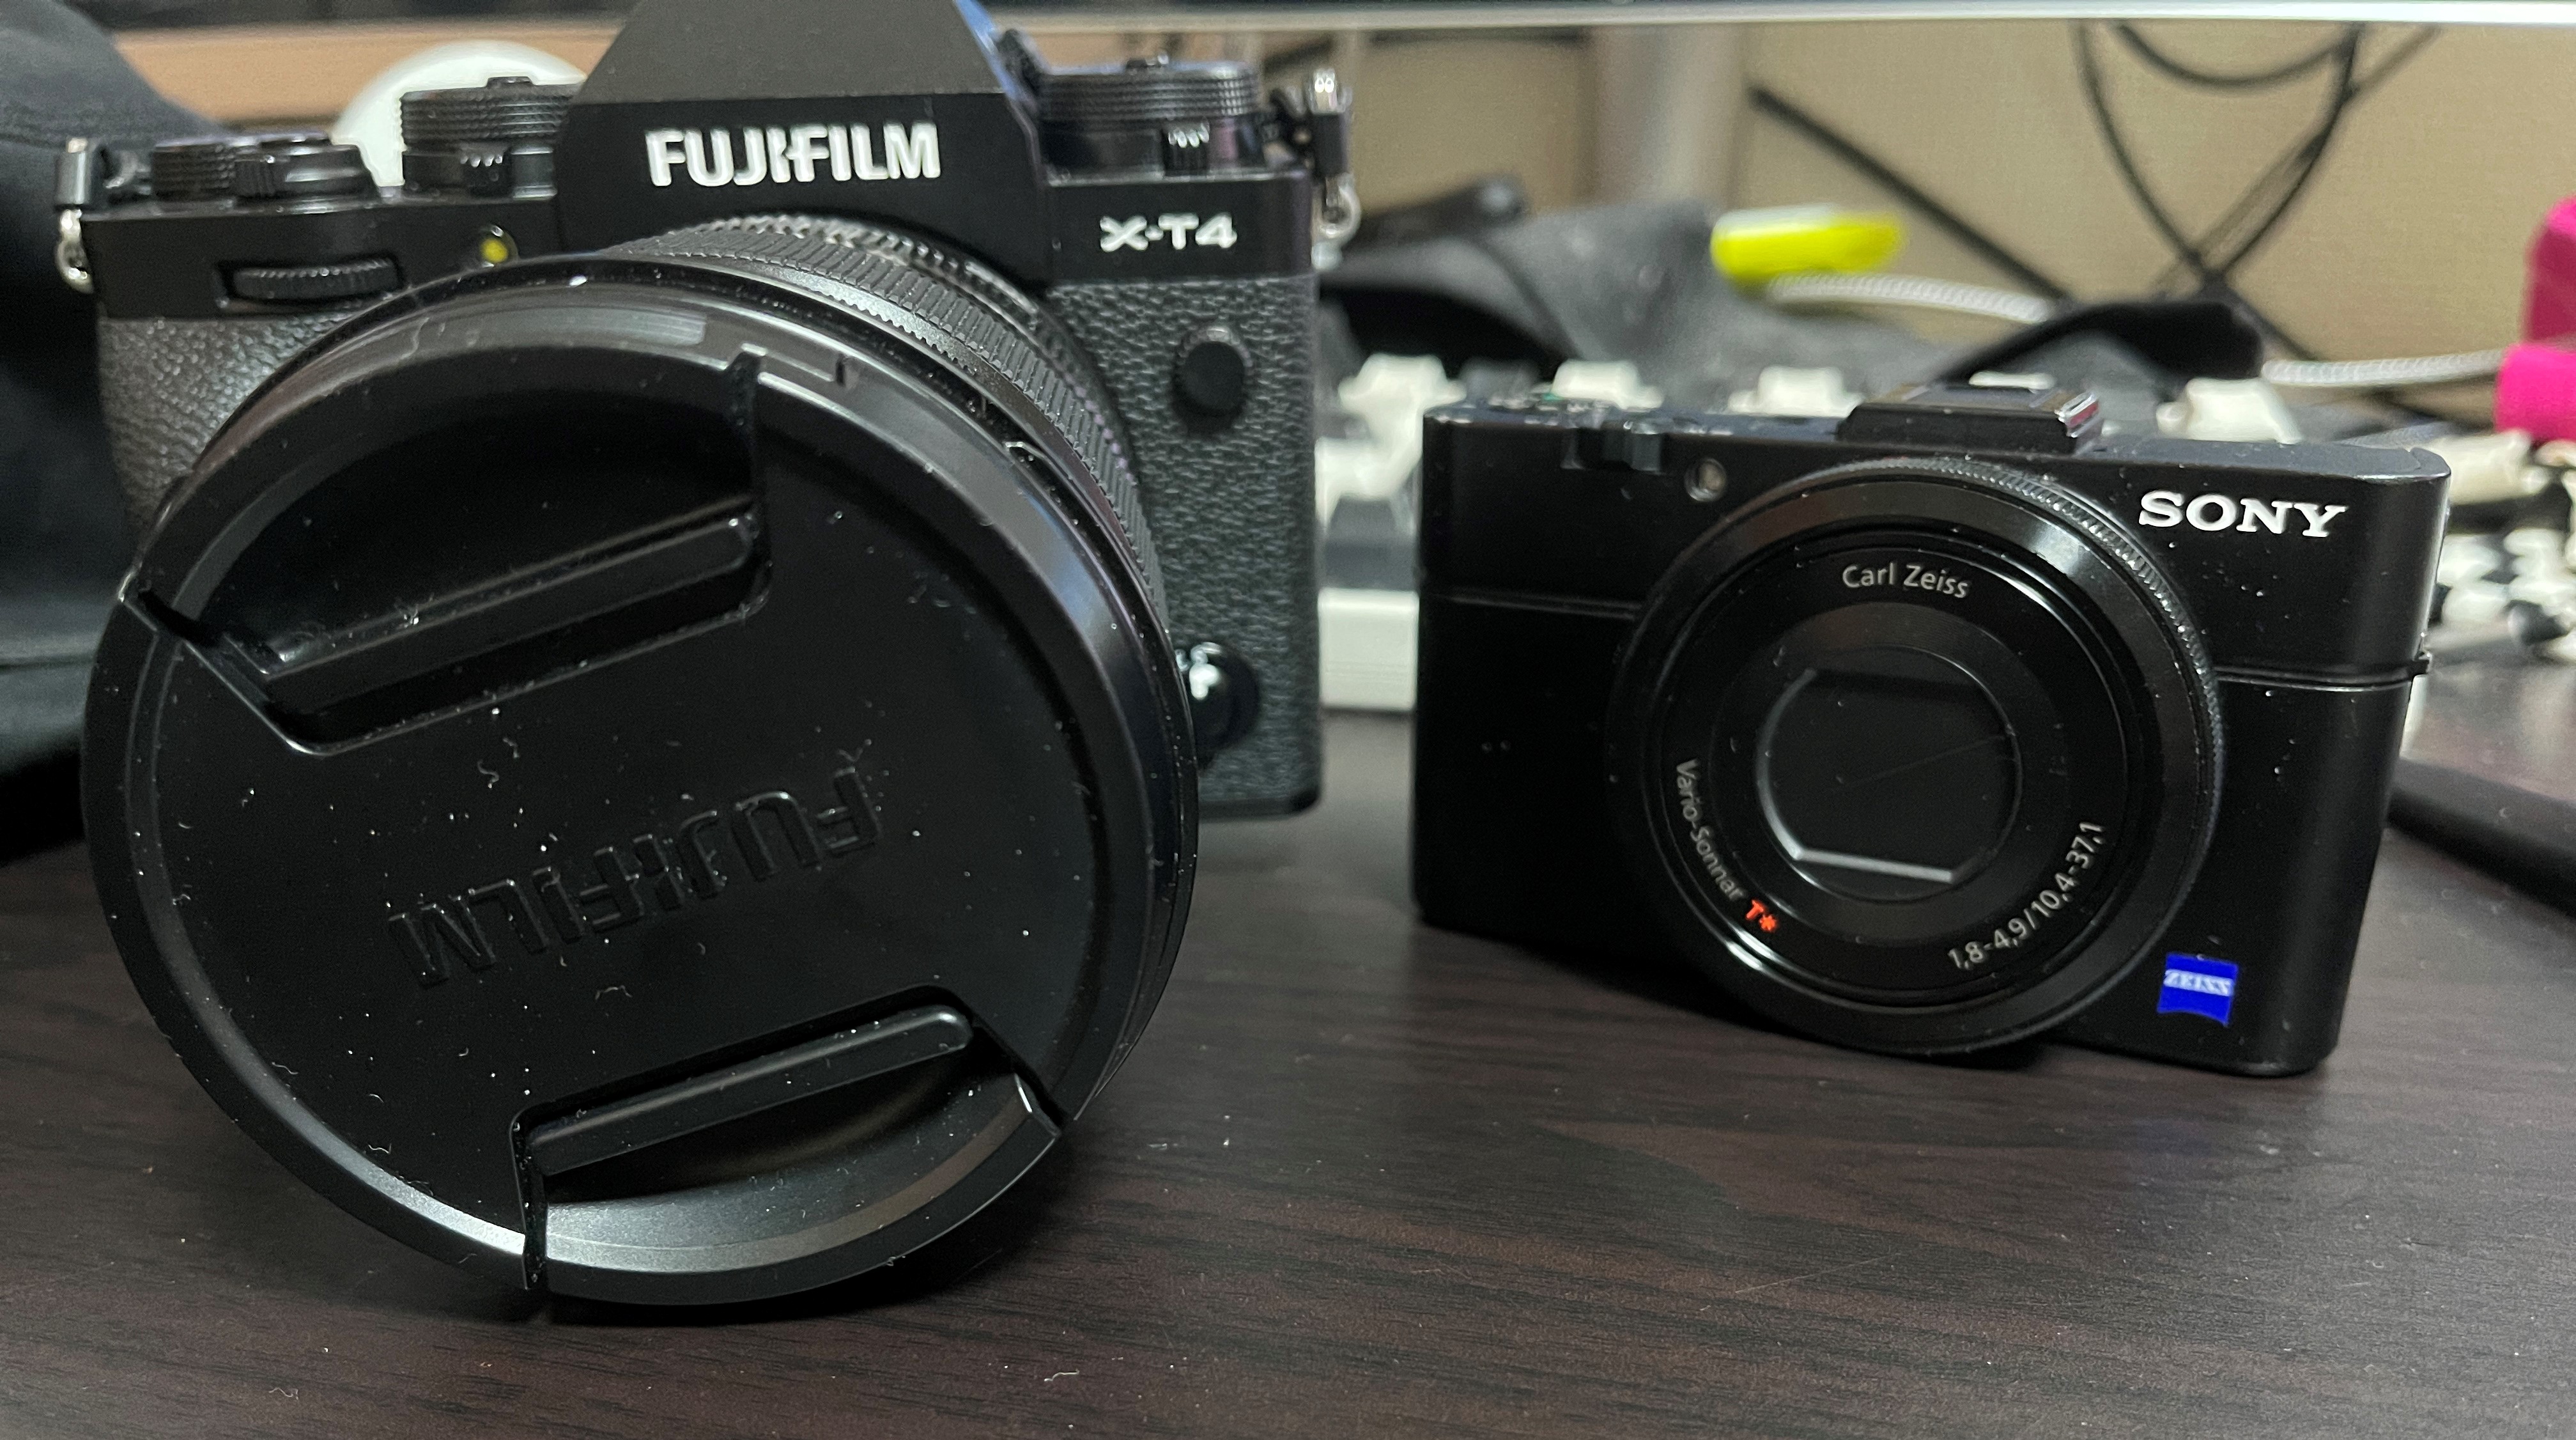 FUJIFILM
X-T4
FUJIFILM
SONY
Carl Zeiss
Vario-Sonnar T*
1,8-4,9/10,4-37,1
ZEISS